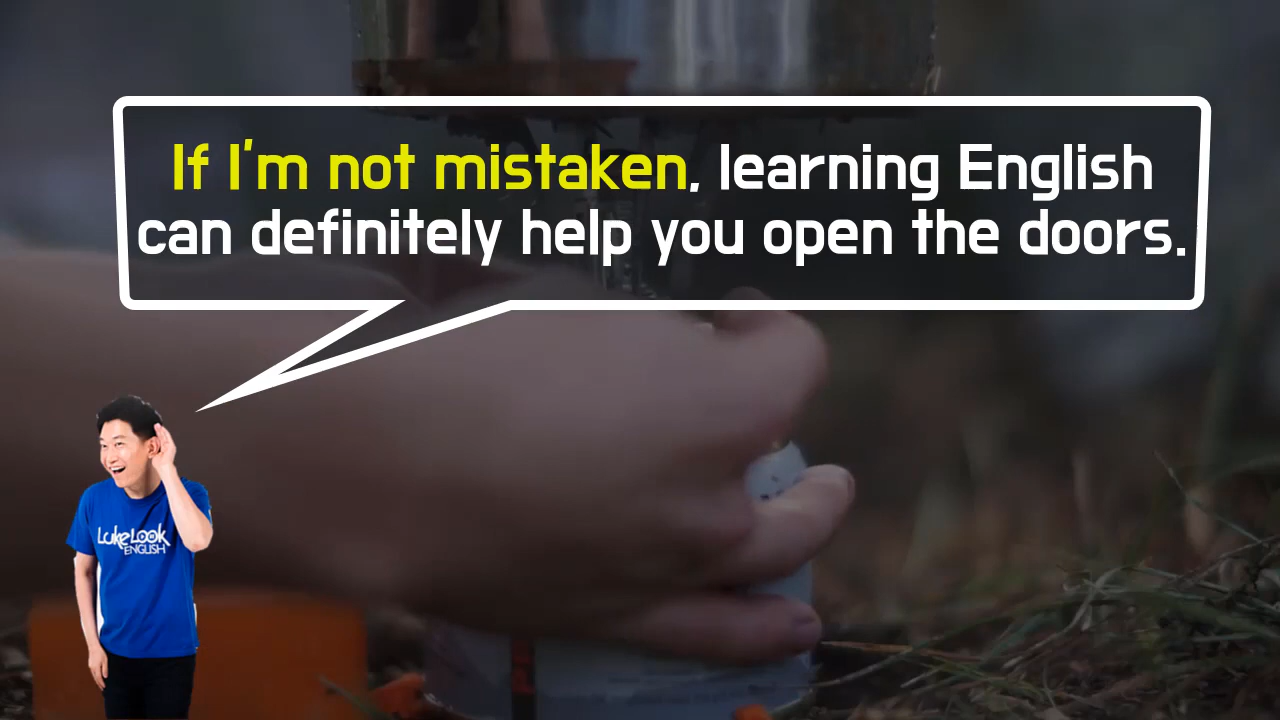 If I'm not mistaken, learning English
can definitely help you open the doors.
LukeLook
ENGLISH